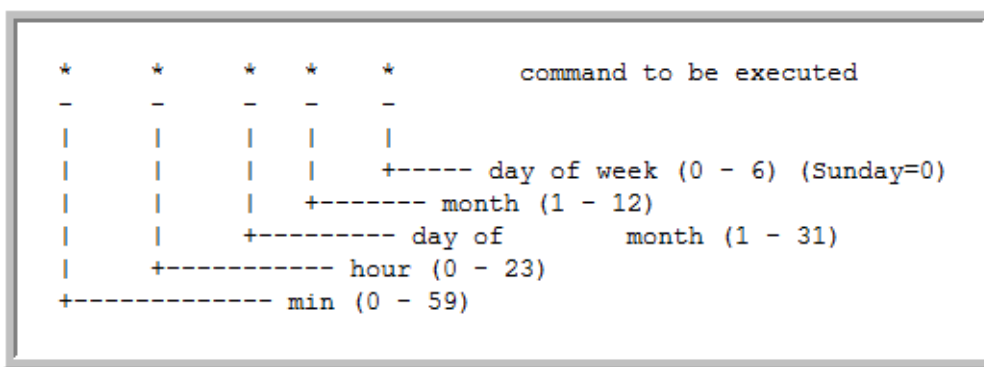 *     *     *   *    *        command to be executed
-     -     -   -    -
|     |     |   |    |
|     |     |   |    +----- day of week (0 - 6) (Sunday=0)
|     |     |   +------- month (1 - 12)
|     |     +--------- day of        month (1 - 31)
|     +----------- hour (0 - 23)
+------------- min (0 - 59)